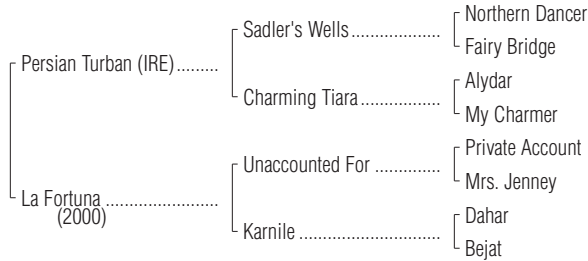 Northern Dancer
Sadler's Wells....................
Fairy Bridge
Persian Turban (IRE).........
Alydar
Charming Tiara.................
My Charmer
Private Account
Unaccounted For ..............
Mrs. Jenney
La Fortuna ........................
(2000)
Dahar
Karnile ..............................
Bejat